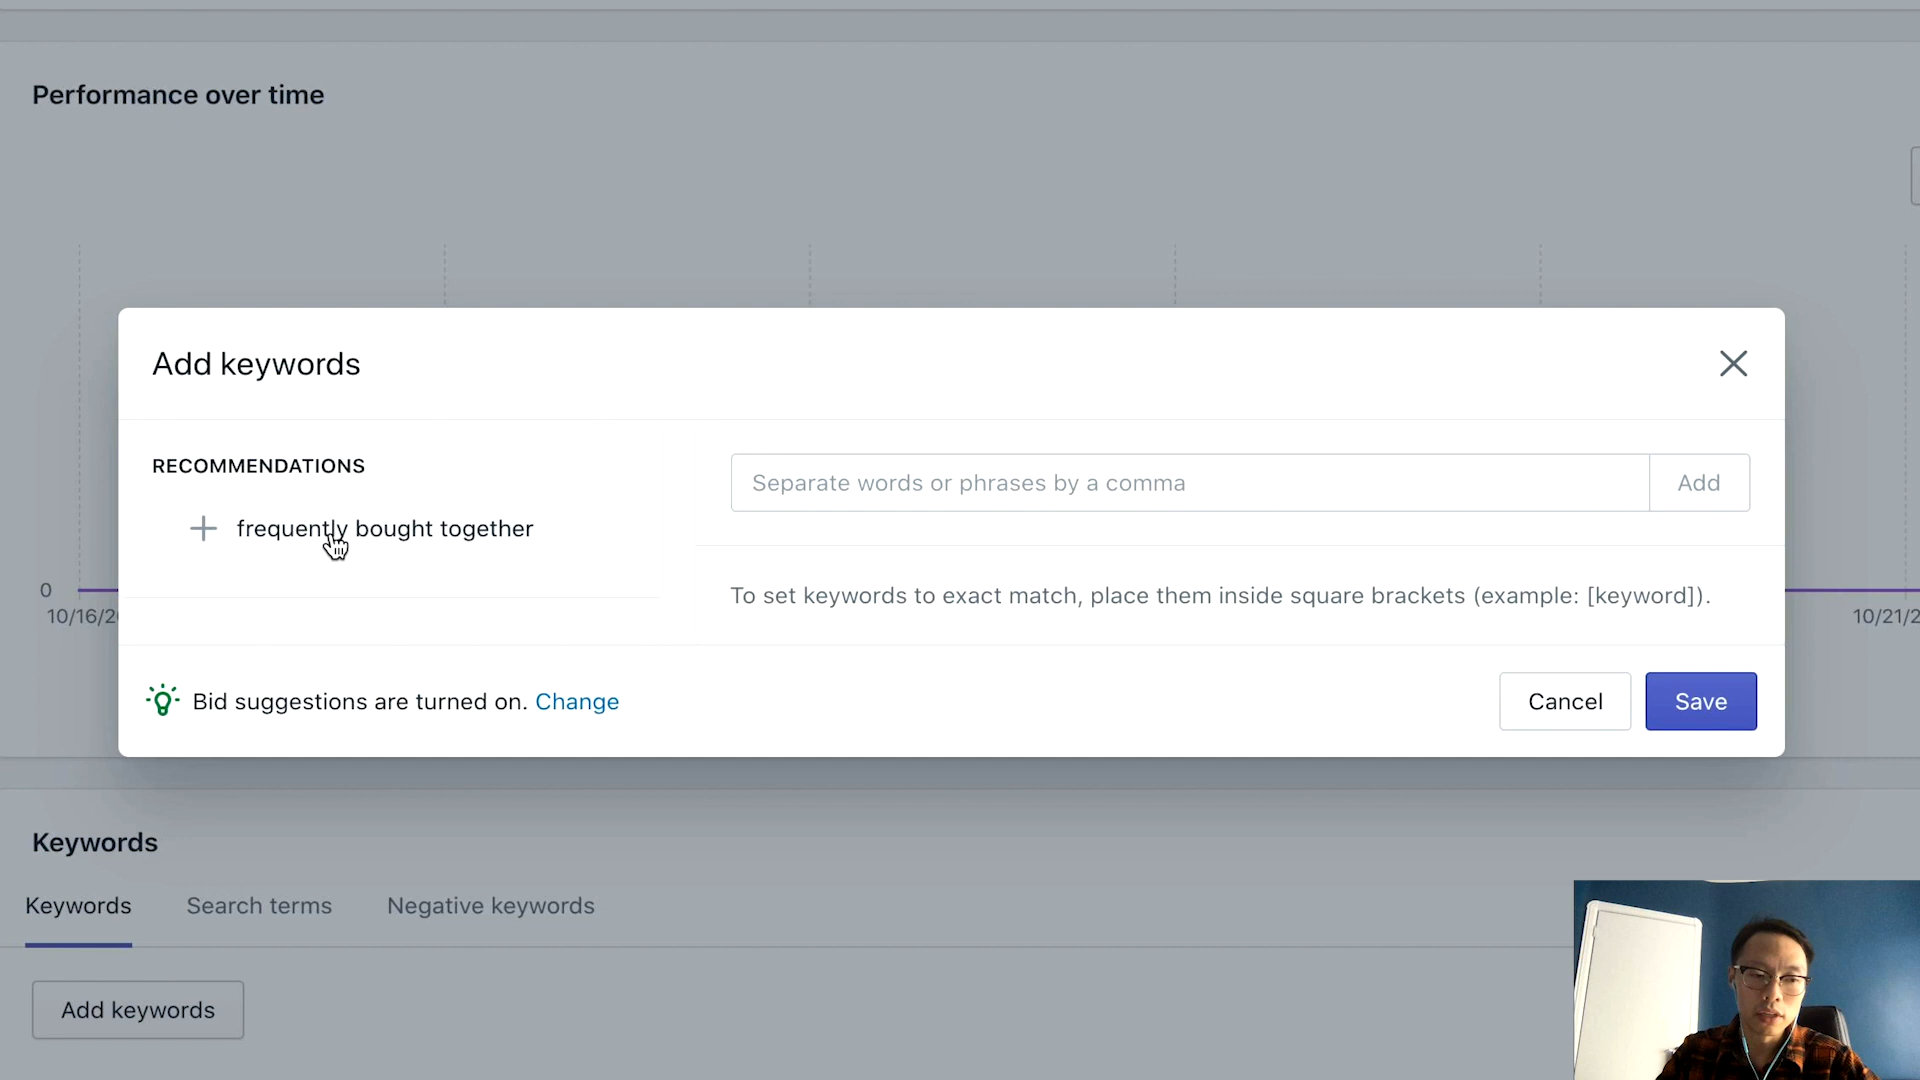 Performance over time
Add keywords
RECOMMENDATIONS
frequently bought together
Separate words or phrases by a comma
Add
To set keywords to exact match, place them inside square brackets (example: [keyword]).
0
10/16/20
10/21/2
Bid suggestions are turned on. Change
Cancel
Save
Keywords
Keywords
Search terms
Negative keywords
Add keywords